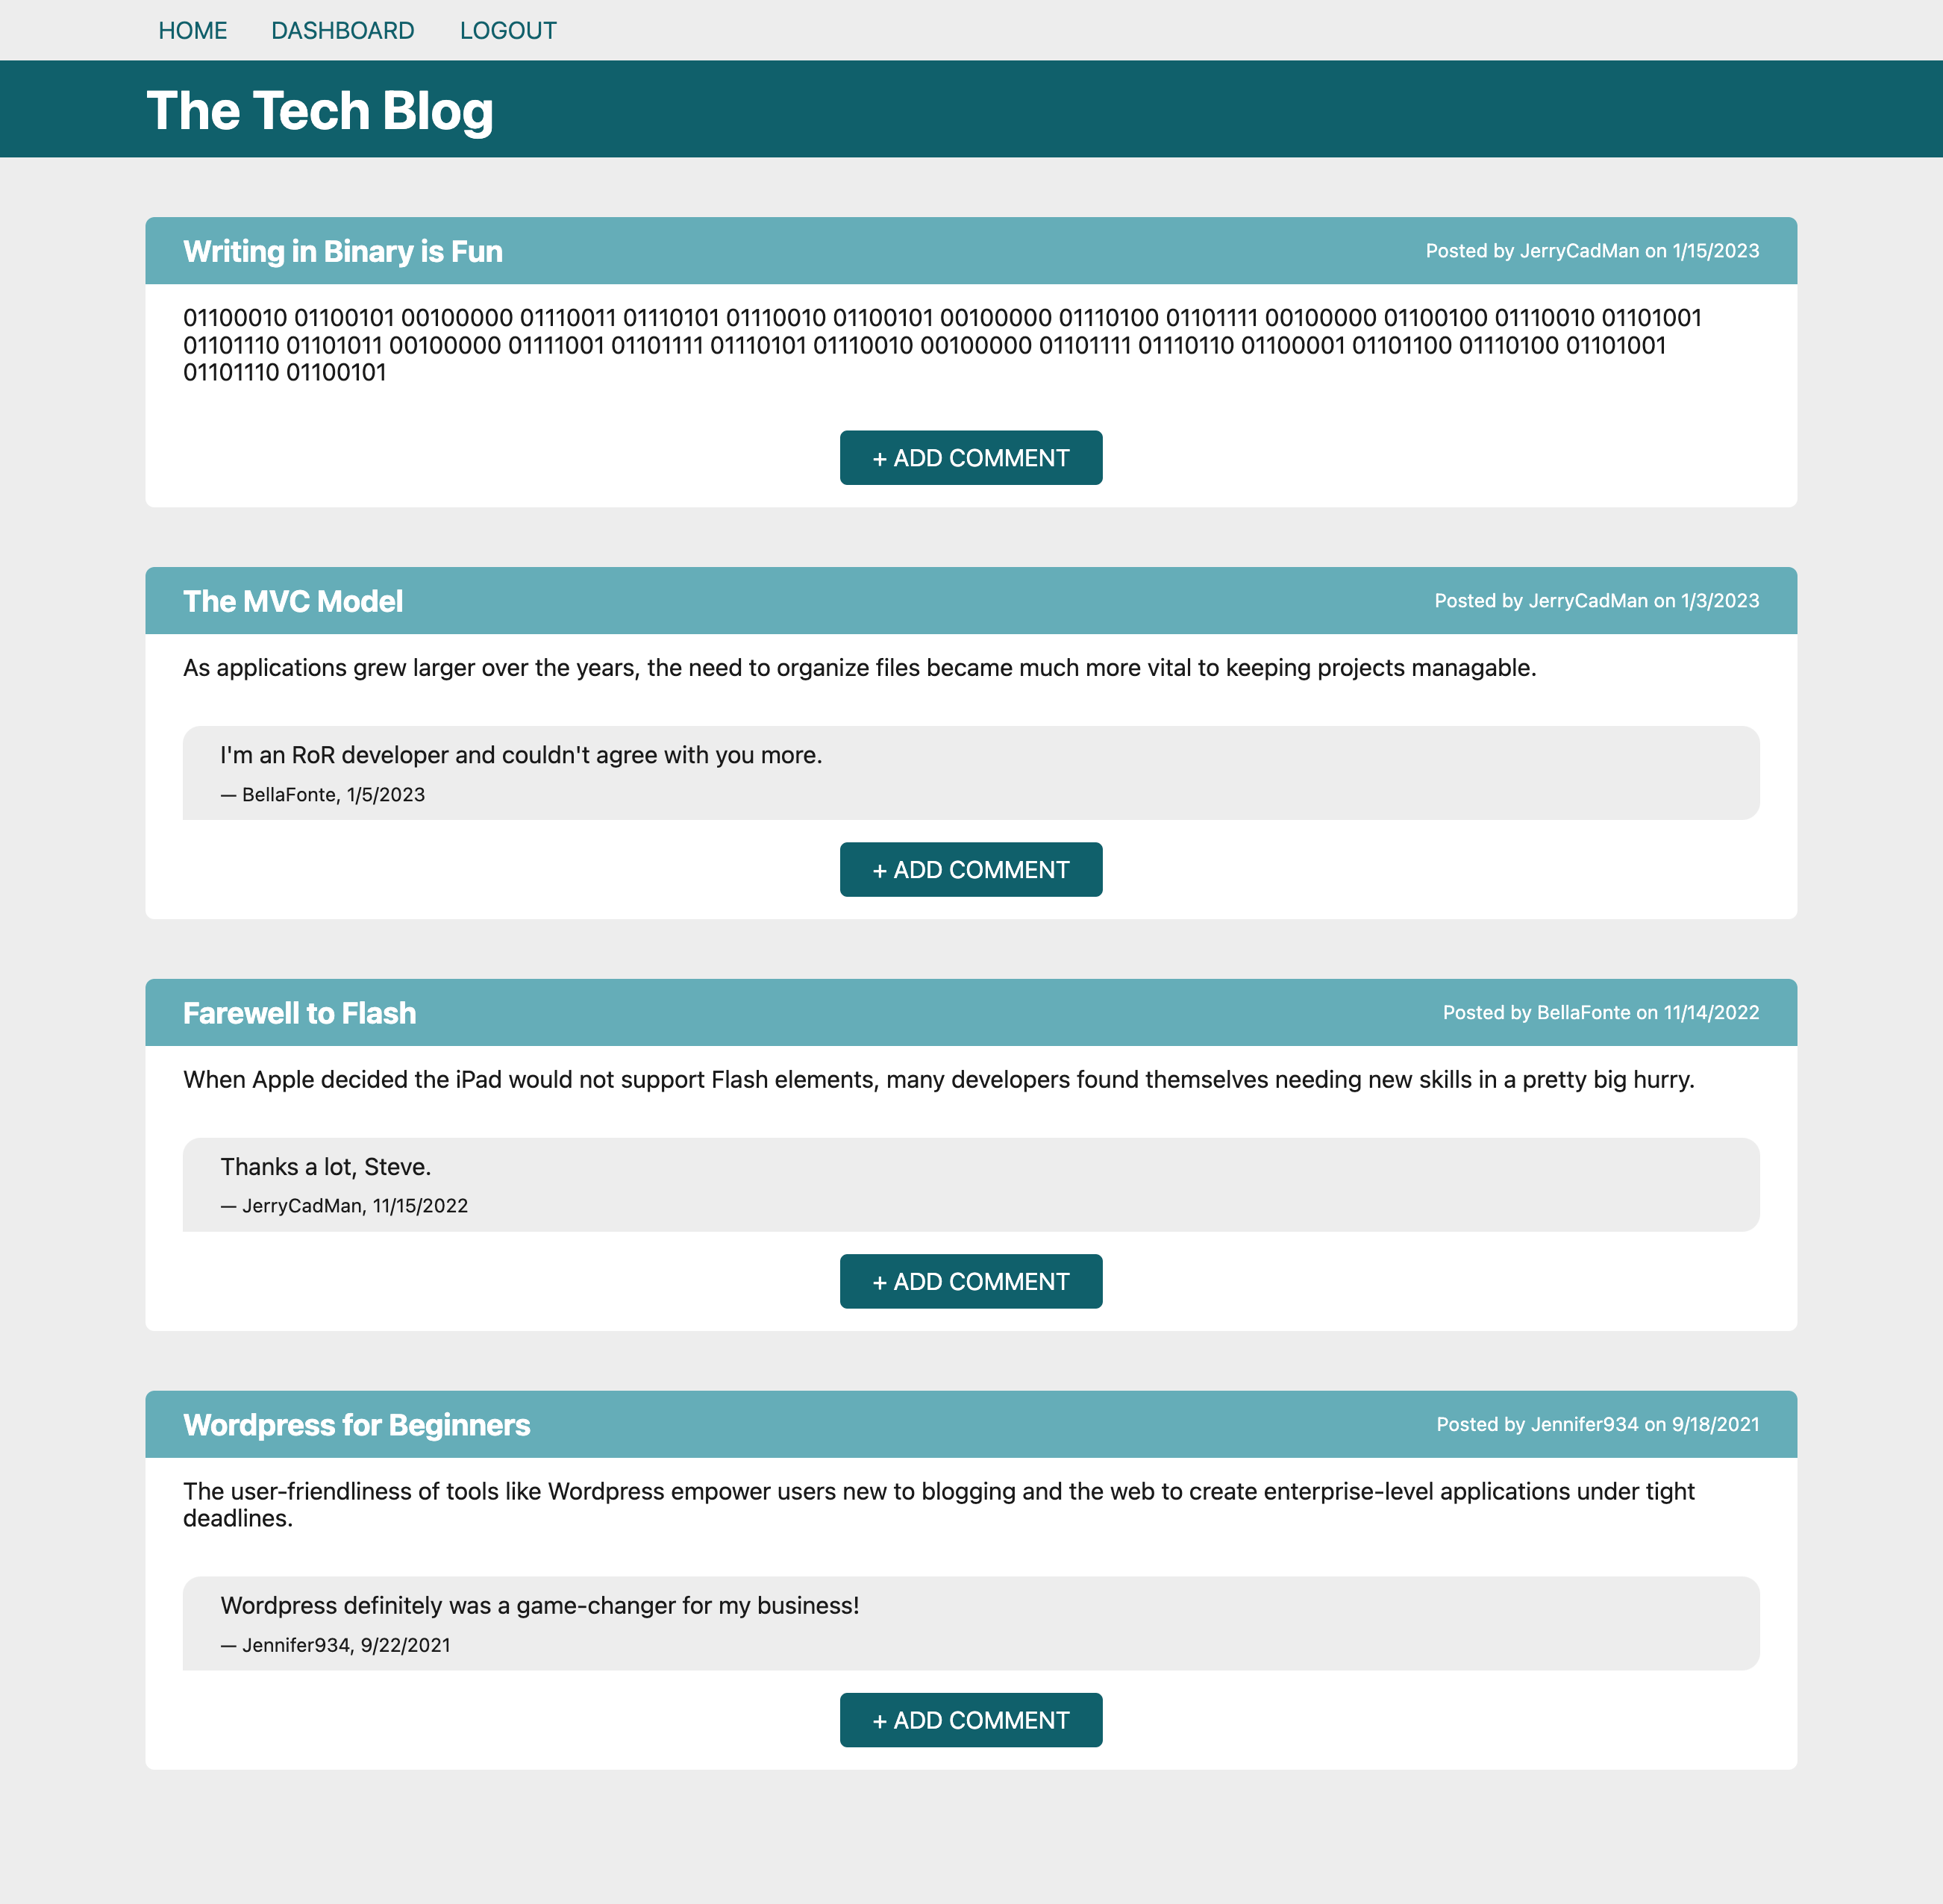 HOME DASHBOARD LOGOUT
The Tech Blog
Writing in Binary is Fun Posted by JerryCadMan on 1/15/2023
01100010 01100101 00100000 01110011 01110101 01110010 01100101 00100000 01110100 01101111 00100000 01100100 01110010 01101001
01101110 01101011 00100000 01111001 01101111 01110101 01110010 00100000 01101111 01110110 01100001 01101100 01110100 01101001
01101110 01100101
+ ADD COMMENT
The MVC Model Posted by JerryCadMan on 1/3/2023
As applications grew larger over the years, the need to organize files became much more vital to keeping projects managable.
I'm an RoR developer and couldn't agree with you more.
— BellaFonte, 1/5/2023
+ ADD COMMENT
Farewell to Flash Posted by BellaFonte on 11/14/2022
When Apple decided the iPad would not support Flash elements, many developers found themselves needing new skills in a pretty big hurry.
Thanks a lot, Steve.
— JerryCadMan, 11/15/2022
+ ADD COMMENT
Wordpress for Beginners Posted by Jennifer934 on 9/18/2021
The user-friendliness of tools like Wordpress empower users new to blogging and the web to create enterprise-level applications under tight
deadlines.
Wordpress definitely was a game-changer for my business!
— Jennifer934, 9/22/2021
+ ADD COMMENT